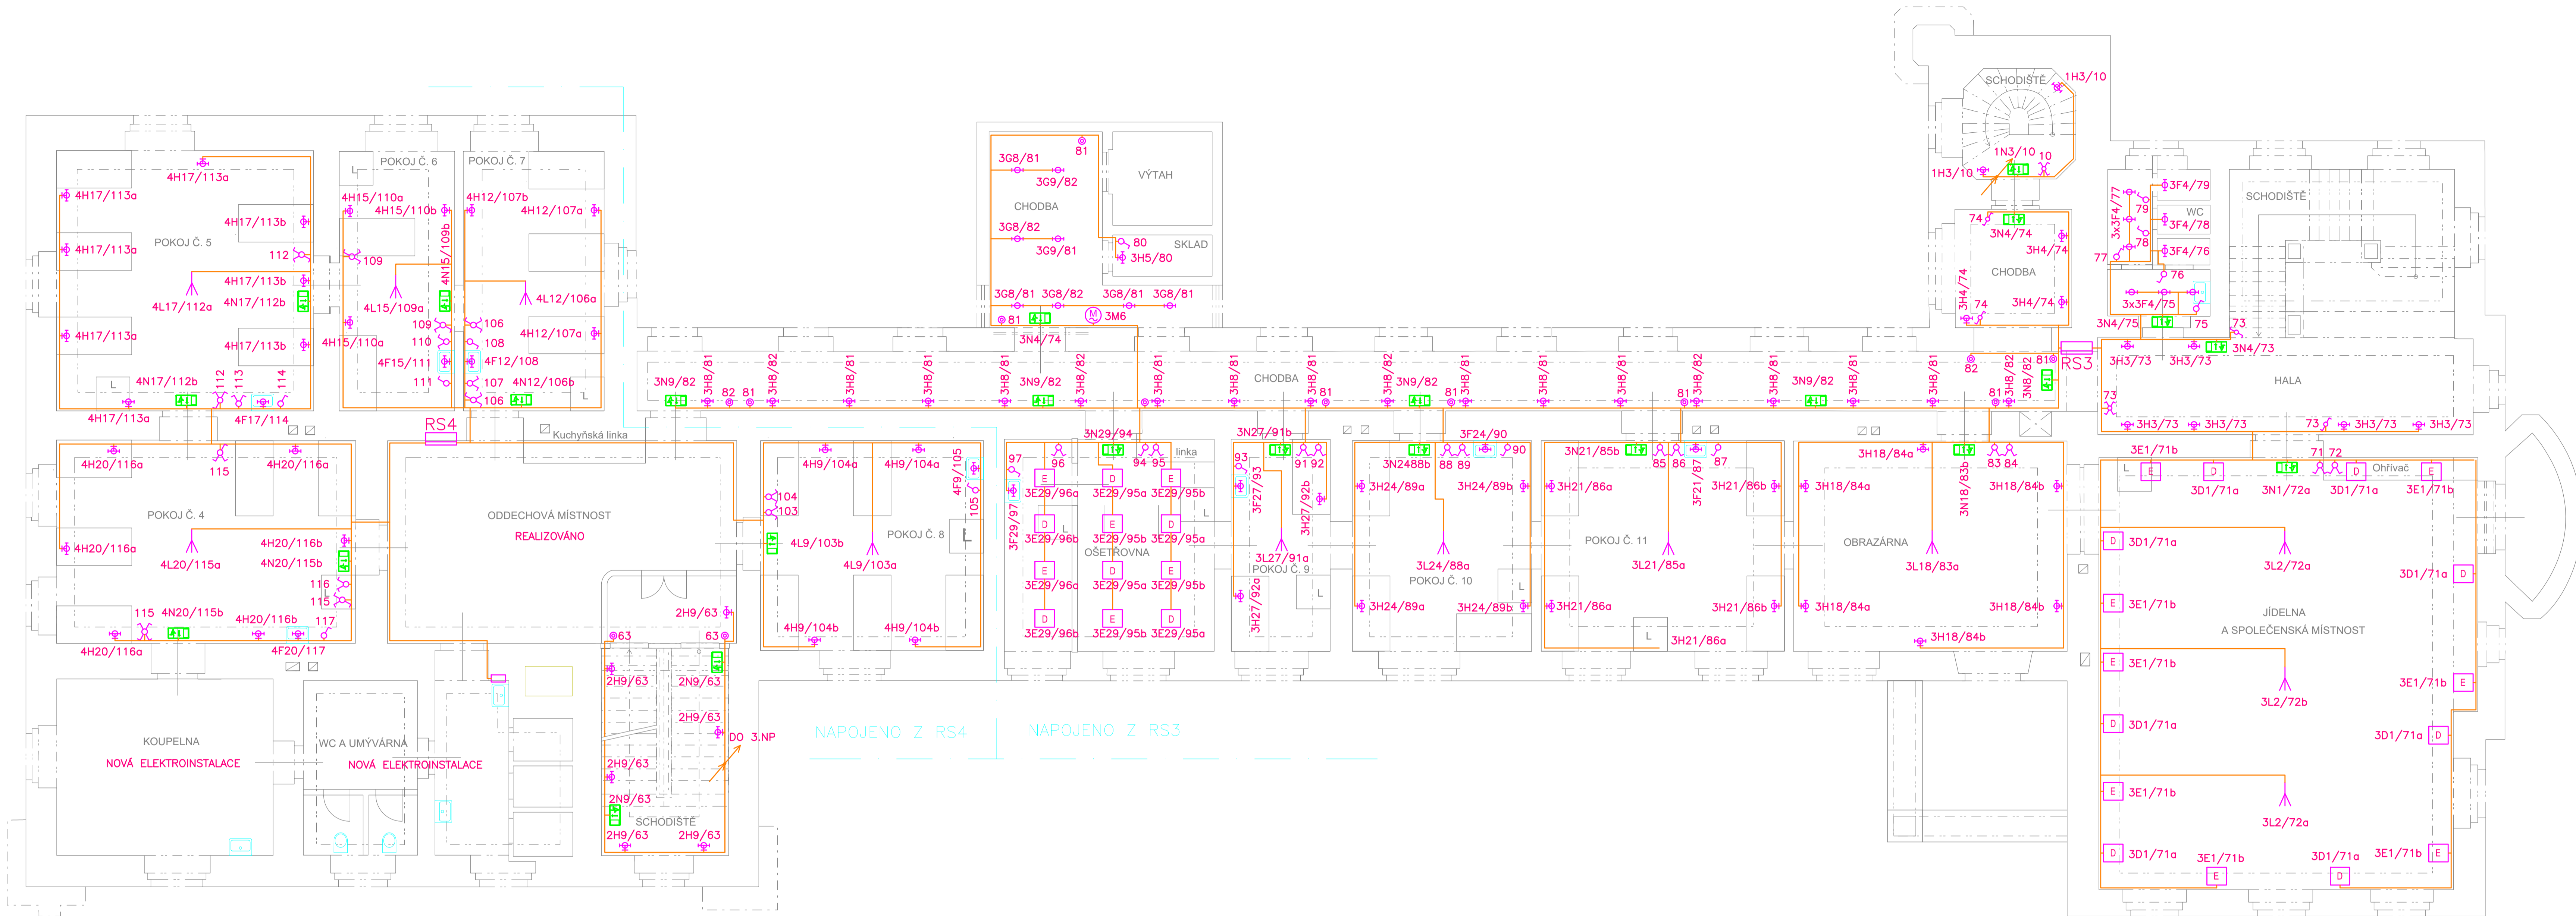 SCHODIŠTĚ
1H3/10
1N3/10
10
1H3/10
POKOJ Č. 5
4H17/113a
4H17/113a
4H17/113b
4H17/113a
112
4H17/113b
4L17/112a
4N17/112b
4H17/113a
4H17/113b
4N17/112b
L
112
113
114
4H17/113a
4F17/114
POKOJ Č. 6
L
4H15/110a
4H15/110b
109
4N15/109b
4L15/109a
109
4H15/110a
110
4F15/111
111
POKOJ Č. 7
4H12/107b
4H12/107a
4L12/106a
106
4H12/107a
108
4F12/108
107
4N12/106b
106
L
RS4
Kuchyňská linka
81
3G8/81
3G9/82
VÝTAH
CHODBA
3G8/82
3G9/81
80
SKLAD
3H5/80
3G8/81
3G8/82
3G8/81
3G8/81
81
M
3M6
3N4/74
CHODBA
3N9/82
3H8/81
82
81
3H8/82
3H8/81
3H8/81
3N9/82
3H8/82
3H8/81
3H8/81
3H8/81
81
3N9/82
3H8/82
81
3H8/81
3H8/81
3H8/81
81
3H8/82
3H8/81
3N9/82
3H8/81
3H8/81
81
3H8/82
3N8/82
82
81
RS3
74
3N4/74
3H4/74
CHODBA
3H4/74
74
3H4/74
3x3F4/77
79
3F4/79
WC
3F4/78
78
77
3F4/76
76
3x3F4/75
3N4/75
75
SCHODIŠTĚ
73
3N4/73
3H3/73
3H3/73
HALA
73
3H3/73
3H3/73
73
3H3/73
3H3/73
POKOJ Č. 4
4H20/116a
115
4H20/116a
4H20/116a
4L20/115a
4H20/116b
4N20/115b
116
L
115
115
4N20/115b
4H20/116b
117
4H20/116a
4F20/117
ODDECHOVÁ MÍSTNOST
REALIZOVÁNO
2H9/63
63
63
POKOJ Č. 8
4H9/104a
4H9/104a
4F9/105
105
104
103
4L9/103b
4L9/103a
L
4H9/104b
4H9/104b
OŠETŘOVNA
97
96
3N29/94
94
95
linka
3F29/97
E
D
E
3E29/96a
3E29/95a
3E29/95b
L
L
D
E
D
3E29/96b
3E29/95b
3E29/95a
E
D
E
3E29/96a
3E29/95a
3E29/95b
D
E
D
3E29/96b
3E29/95b
3E29/95a
3N27/91b
93
91
92
3F27/93
3H27/92b
3L27/91a
POKOJ Č. 9
3H27/92a
L
3N2488b
88
89
3F24/90
90
3H24/89a
3H24/89b
3L24/88a
POKOJ Č. 10
L
3H24/89a
3H24/89b
3N21/85b
85
86
3F21/87
87
3H21/86a
3H21/86b
POKOJ Č. 11
3L21/85a
3H21/86a
3H21/86b
L
3H21/86a
3H18/84a
3N18/83b
83
84
3H18/84a
3H18/84b
OBRAZÁRNA
3L18/83a
3H18/84a
3H18/84b
3H18/84b
3E1/71b
L
E
D
3D1/71a
71
72
3N1/72a
D
3D1/71a
Ohřívač
E
3E1/71b
D
3D1/71a
3L2/72a
3D1/71a
D
E
3E1/71b
JÍDELNA
A SPOLEČENSKÁ MÍSTNOST
E
3E1/71b
3L2/72b
3E1/71b
E
D
3D1/71a
3D1/71a
D
E
3E1/71b
3L2/72a
D
3D1/71a
3E1/71b
E
3D1/71a
D
3E1/71b
E
KOUPELNA
NOVÁ ELEKTROINSTALACE
WC A UMÝVÁRNA
NOVÁ ELEKTROINSTALACE
2H9/63
2N9/63
2H9/63
DO 3.NP
2H9/63
2N9/63
SCHODIŠTĚ
2H9/63
2H9/63
NAPOJENO Z RS4
NAPOJENO Z RS3